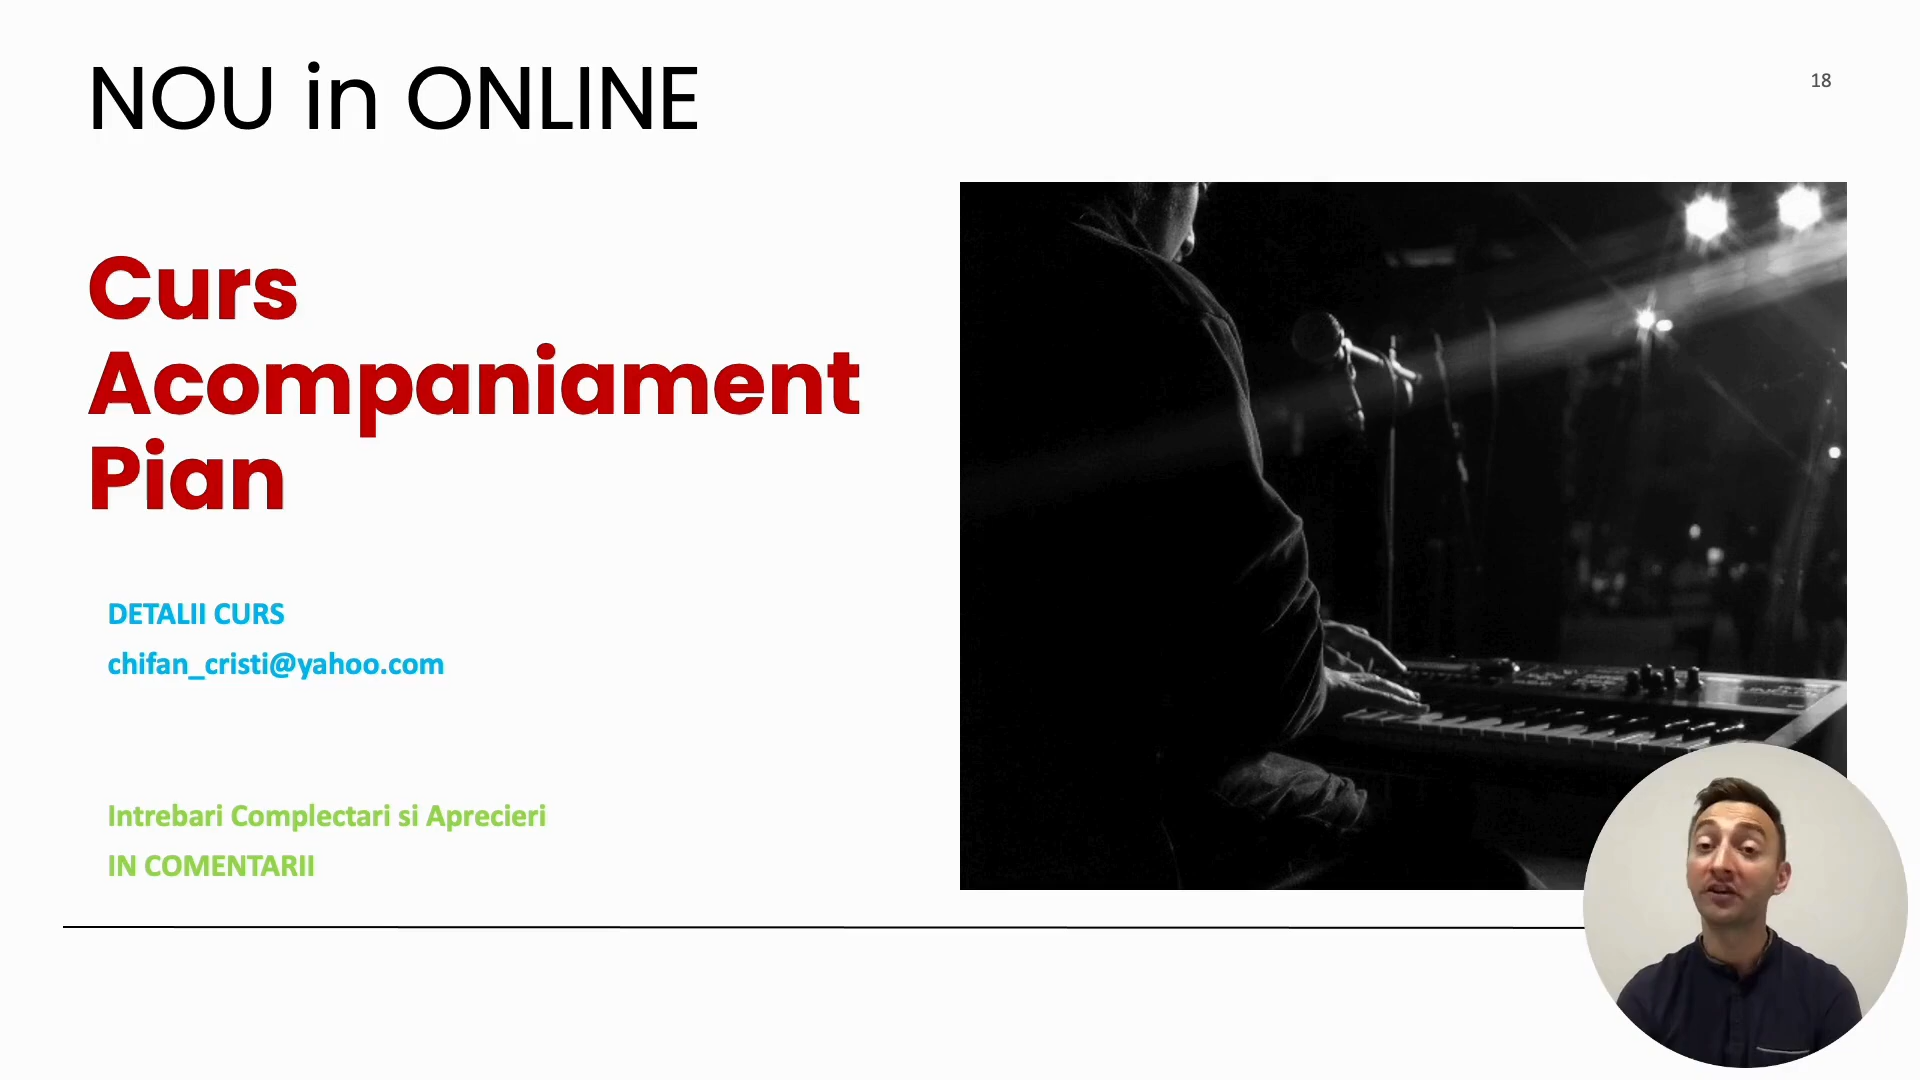 NOU in ONLINE
18
Curs
Acompaniament
Pian
DETALII CURS
chifan_cristi@yahoo.com
Intrebari Complectari si Aprecieri
IN COMENTARII